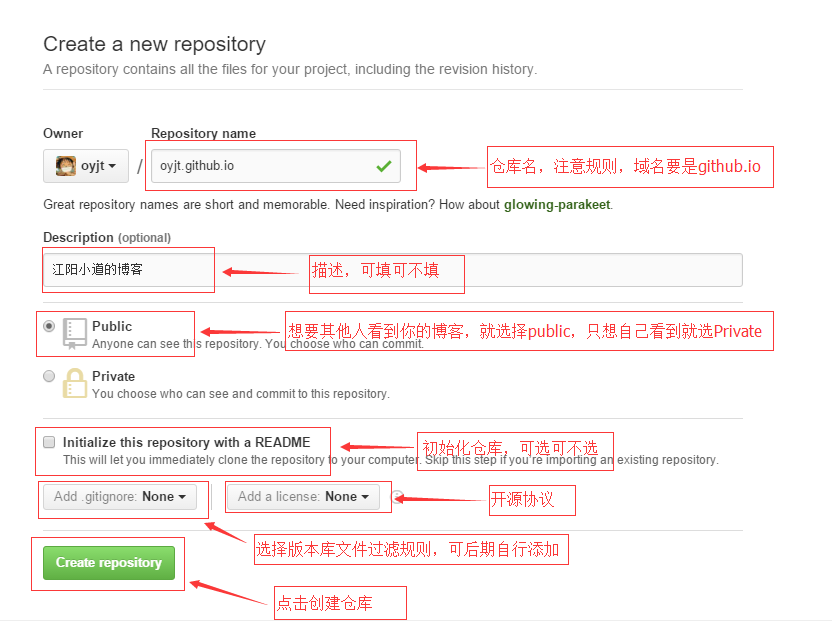 Create a new repository
A repository contains all the files for your project, including the revision history.
Owner
Repository name
oyjt
/
oyjt.github.io
仓库名，注意规则，域名要是github.io
Great repository names are short and memorable. Need inspiration? How about glowing-parakeet.
Description (optional)
江阳小道的博客
描述，可填可不填
Public
Anyone can see this repository. You choose who can commit.
想要其他人看到你的博客，就选择public，只想自己看到就选Private
Private
You choose who can see and commit to this repository.
Initialize this repository with a README
初始化仓库，可选可不选
This will let you immediately clone the repository to your computer. Skip this step if you're importing an existing repository.
Add .gitignore: None
Add a license: None
开源协议
选择版本库文件过滤规则，可后期自行添加
Create repository
点击创建仓库